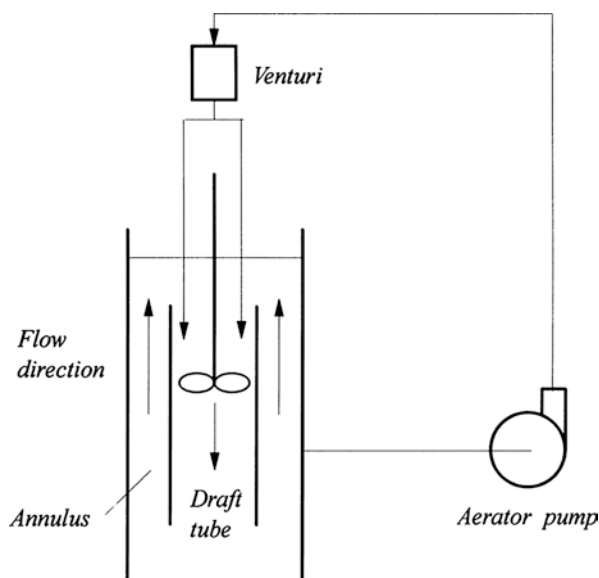 Venturi
Flow
direction
Annulus
Draft
tube
Aerator pump